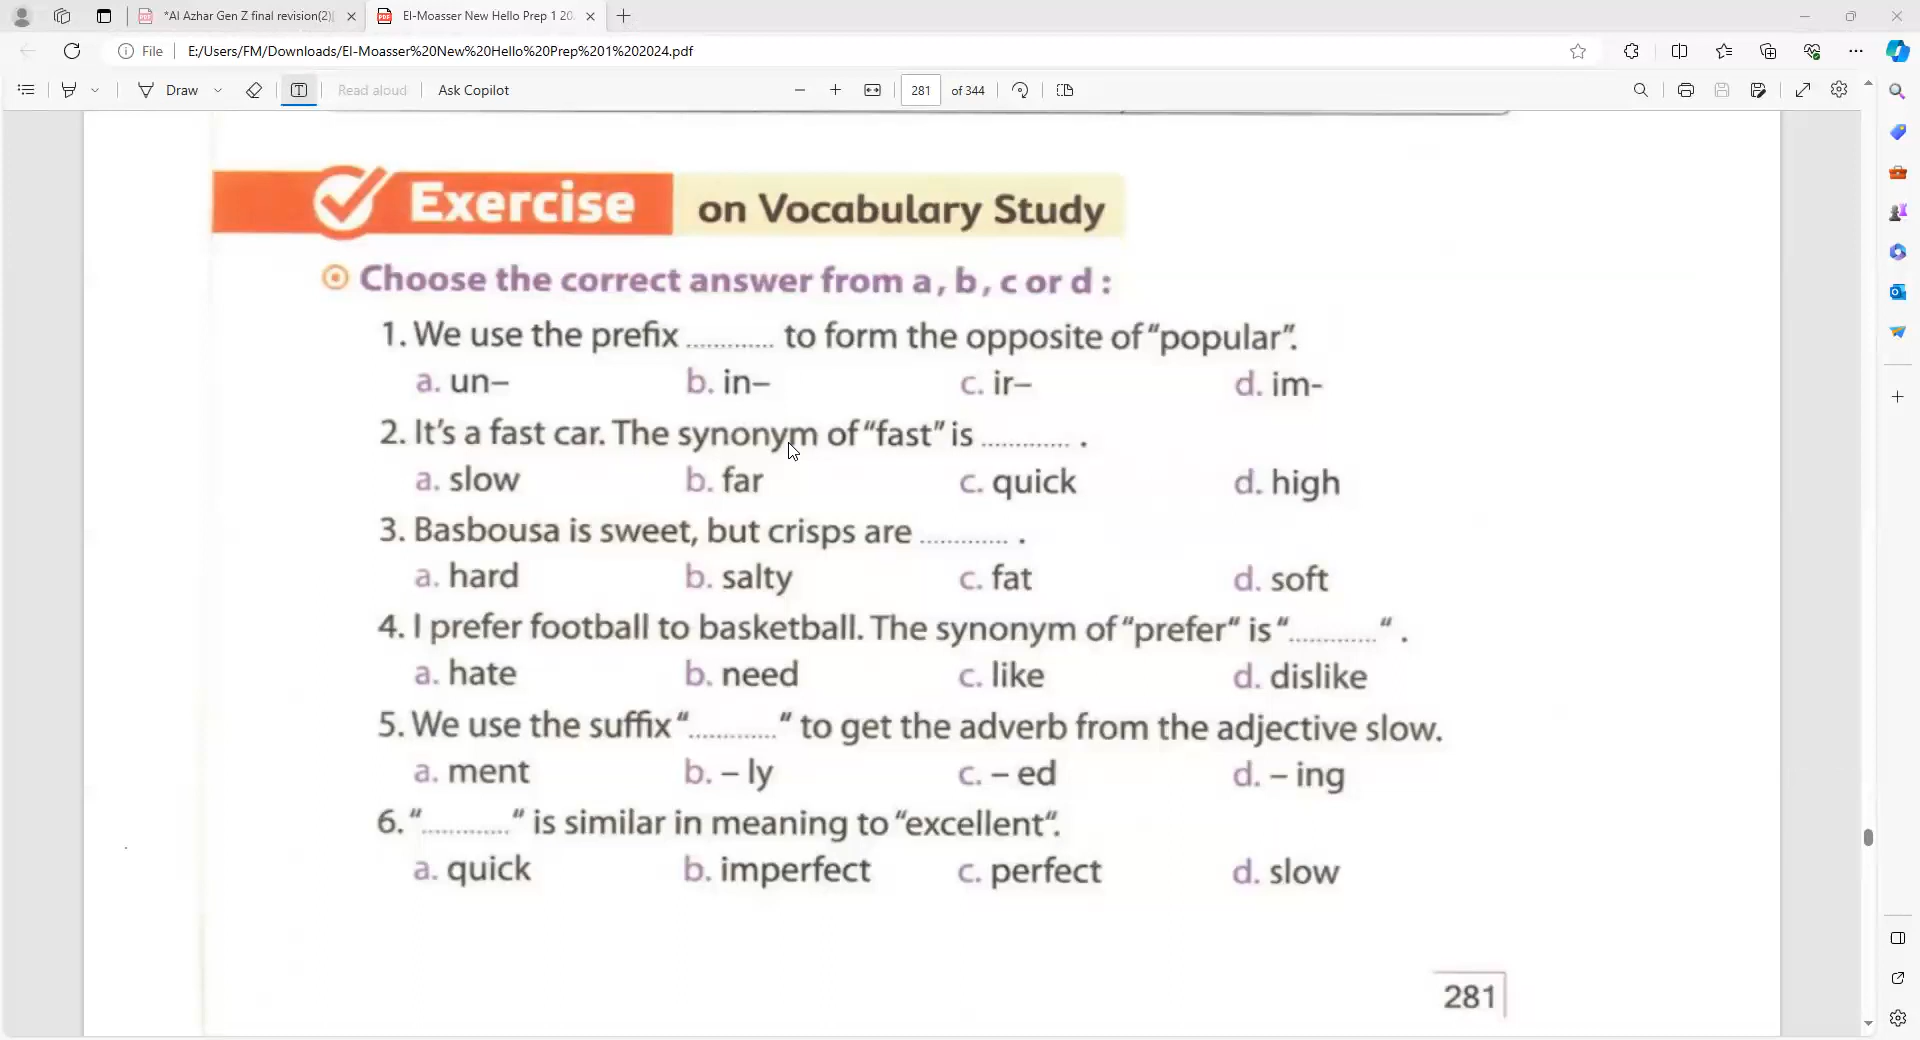 *Al Azhar Gen Z final revision(2)
El-Moasser New Hello Prep 1 20
File
E:/Users/FM/Downloads/El-Moasser%20New%20Hello%20Prep%201%202024.pdf
Draw
Read aloud
Ask Copilot
281 of 344
Exercise on Vocabulary Study
Choose the correct answer from a , b , c or d :
1. We use the prefix ............ to form the opposite of “popular”.
a. un– b. in– c. ir– d. im-
2. It's a fast car. The synonym of “fast” is ............ .
a. slow b. far c. quick d. high
3. Basbousa is sweet, but crisps are ............ .
a. hard b. salty c. fat d. soft
4. I prefer football to basketball. The synonym of “prefer“ is “............“ .
a. hate b. need c. like d. dislike
5. We use the suffix “............“ to get the adverb from the adjective slow.
a. ment b. – ly c. – ed d. – ing
6. “............“ is similar in meaning to “excellent“.
a. quick b. imperfect c. perfect d. slow
281